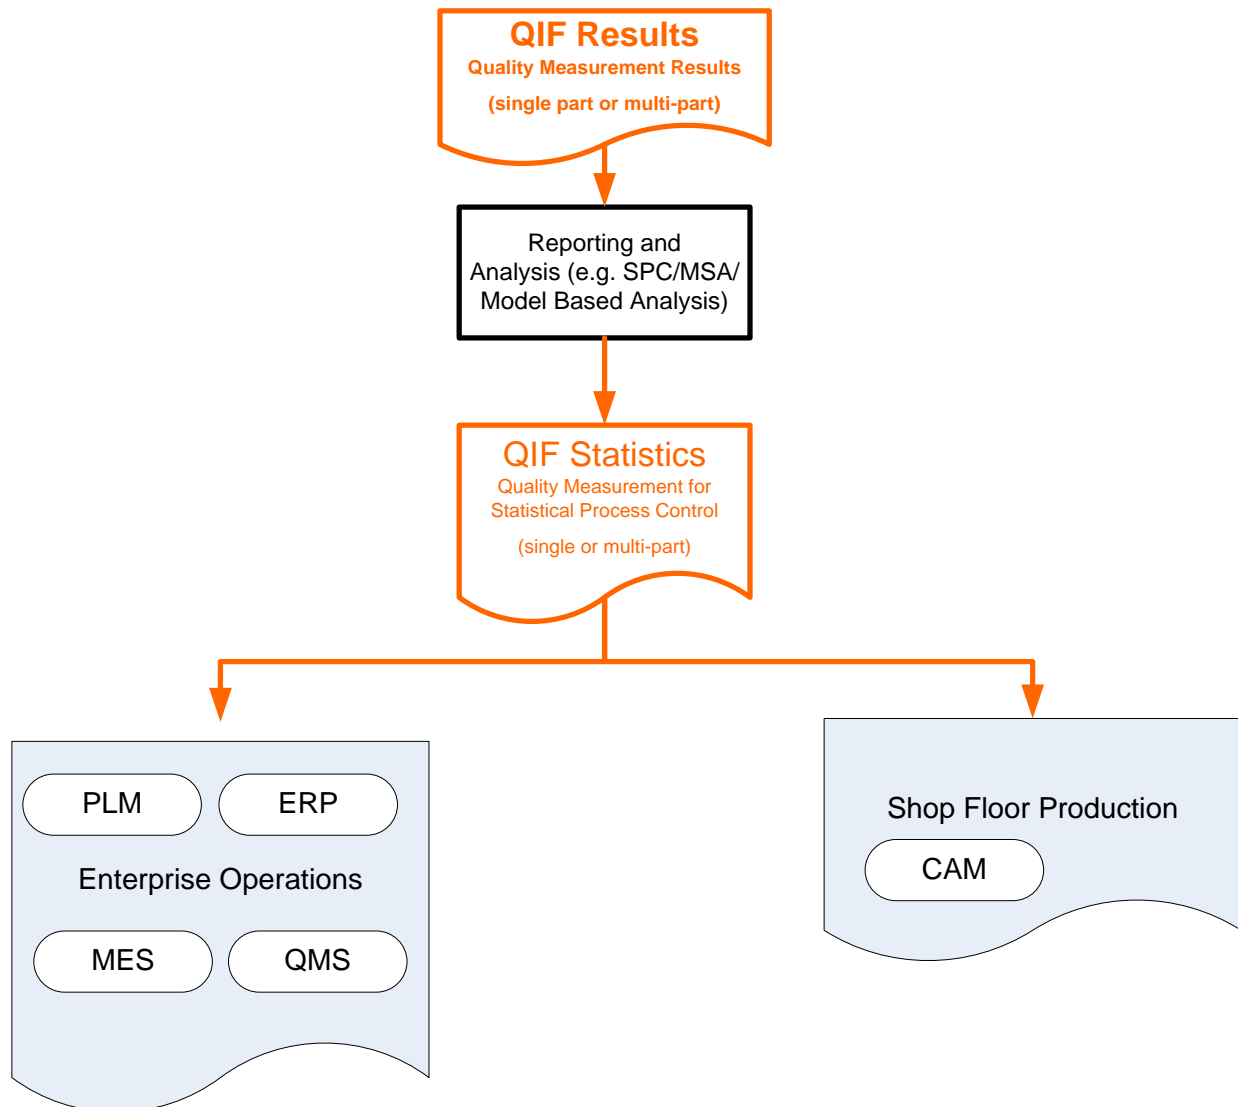 QIF Results
Quality Measurement Results
(single part or multi-part)
Reporting and
Analysis (e.g. SPC/MSA/
Model Based Analysis)
QIF Statistics
Quality Measurement for
Statistical Process Control
(single or multi-part)
PLM
ERP
Enterprise Operations
MES
QMS
Shop Floor Production
CAM